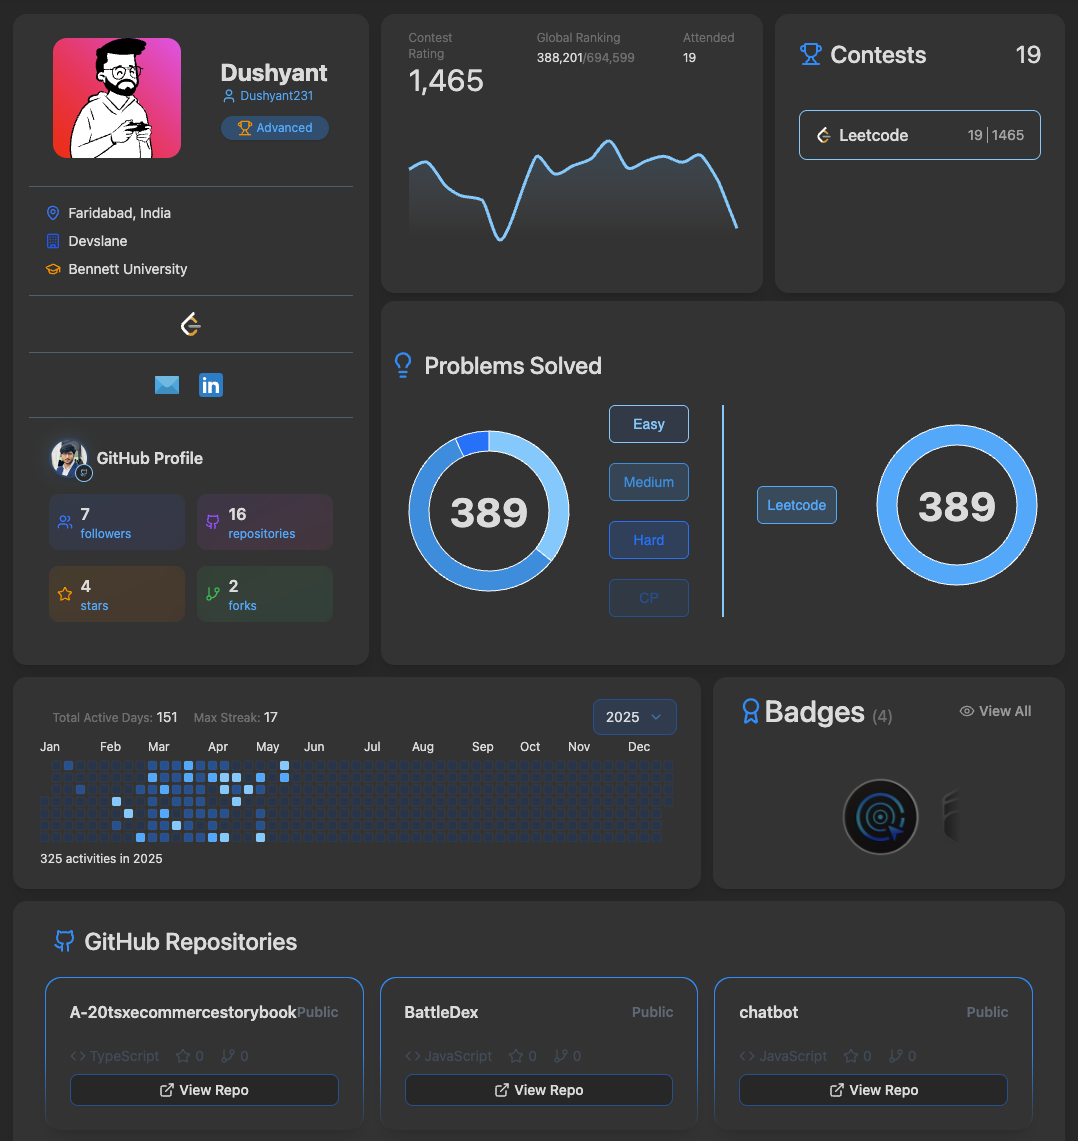 Dushyant
Dushyant231
Advanced
Faridabad, India
Devslane
Bennett University
in
GitHub Profile
7
followers
16
repositories
4
stars
2
forks
Contest
Rating
1,465
Global Ranking
388,201/694,599
Attended
19
Contests 19
Leetcode 19|1465
Problems Solved
389
Easy
Medium
Hard
CP
Leetcode
389
Total Active Days: 151 Max Streak: 17
2025
Jan Feb Mar Apr May Jun Jul Aug Sep Oct Nov Dec
325 activities in 2025
Badges (4)
View All
GitHub Repositories
A-20tsxecommercestorybook Public
TypeScript 0 0
View Repo
BattleDex Public
JavaScript 0 0
View Repo
chatbot Public
JavaScript 0 0
View Repo